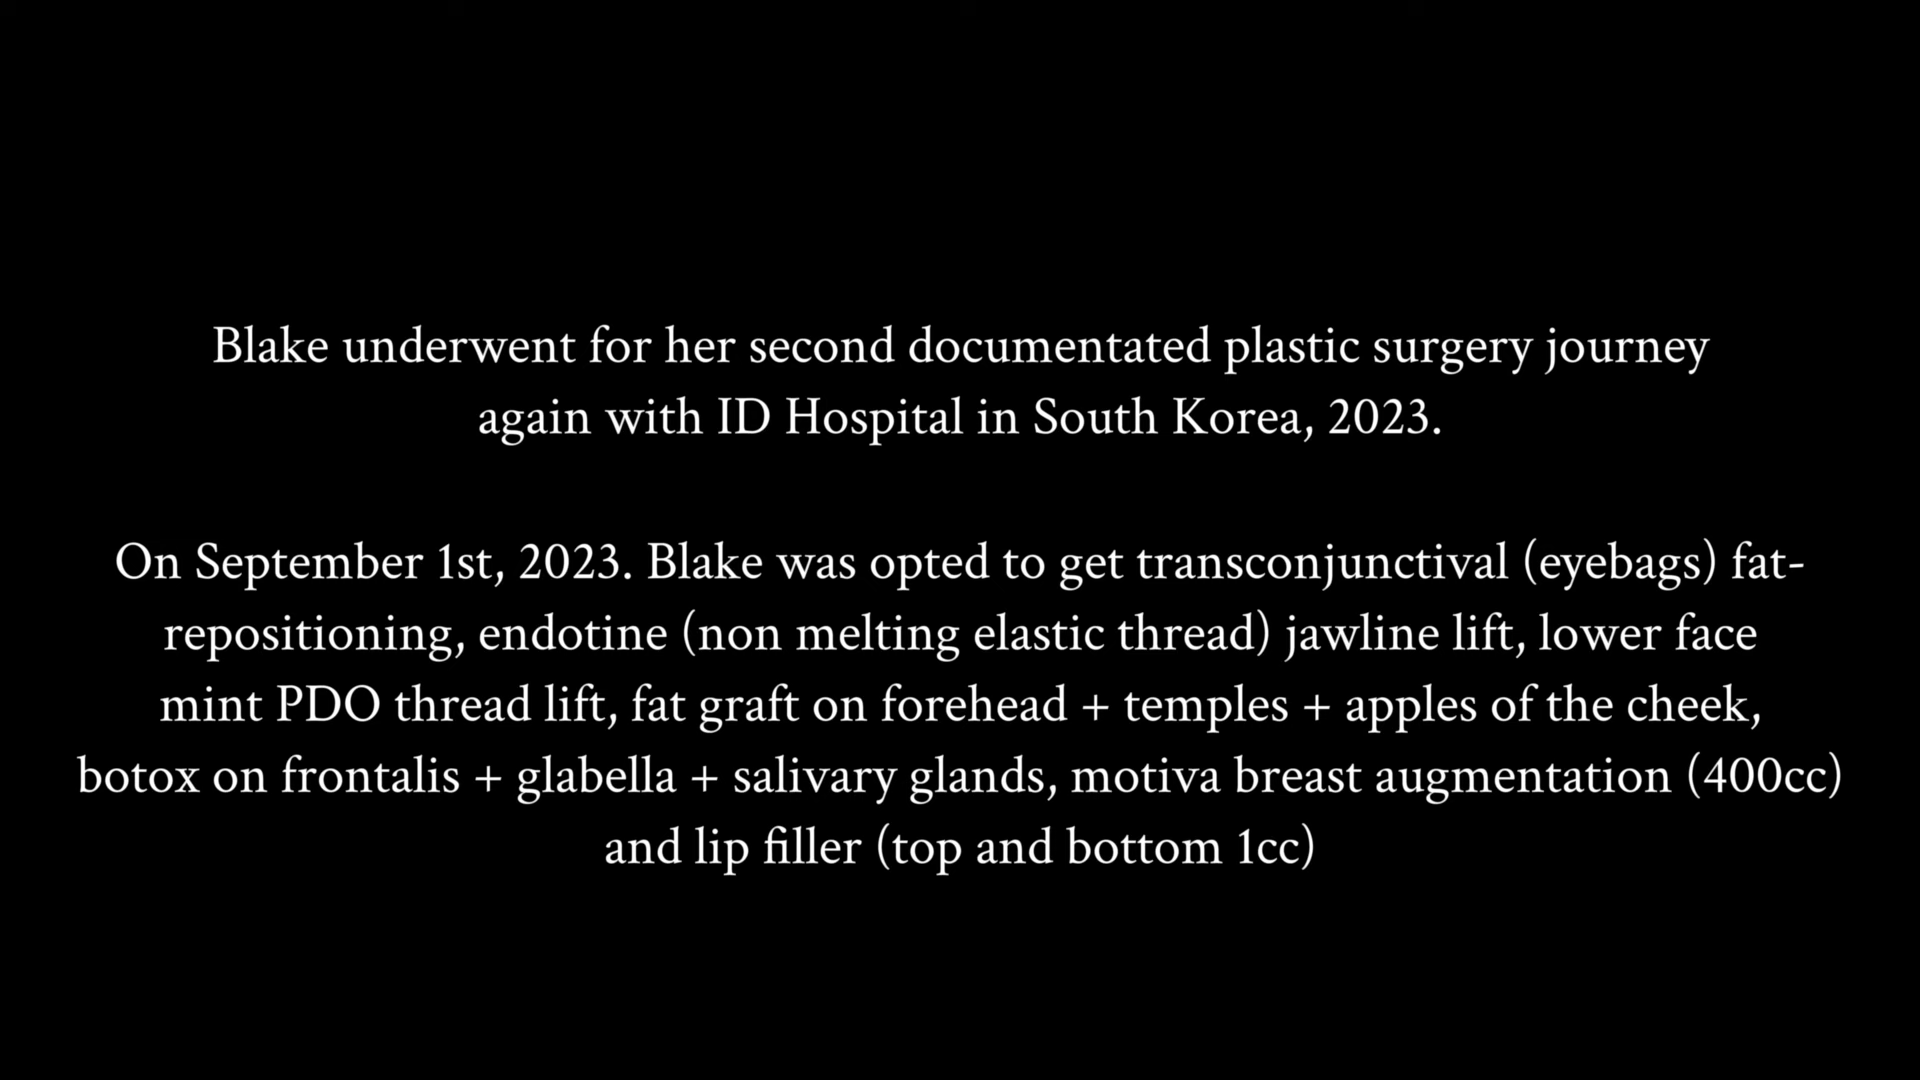 Blake underwent for her second documentated plastic surgery journey
again with ID Hospital in South Korea, 2023.
On September 1st, 2023. Blake was opted to get transconjunctival (eyebags) fat-
repositioning, endotine (non melting elastic thread) jawline lift, lower face
mint PDO thread lift, fat graft on forehead + temples + apples of the cheek,
botox on frontalis + glabella + salivary glands, motiva breast augmentation (400cc)
and lip filler (top and bottom 1cc)